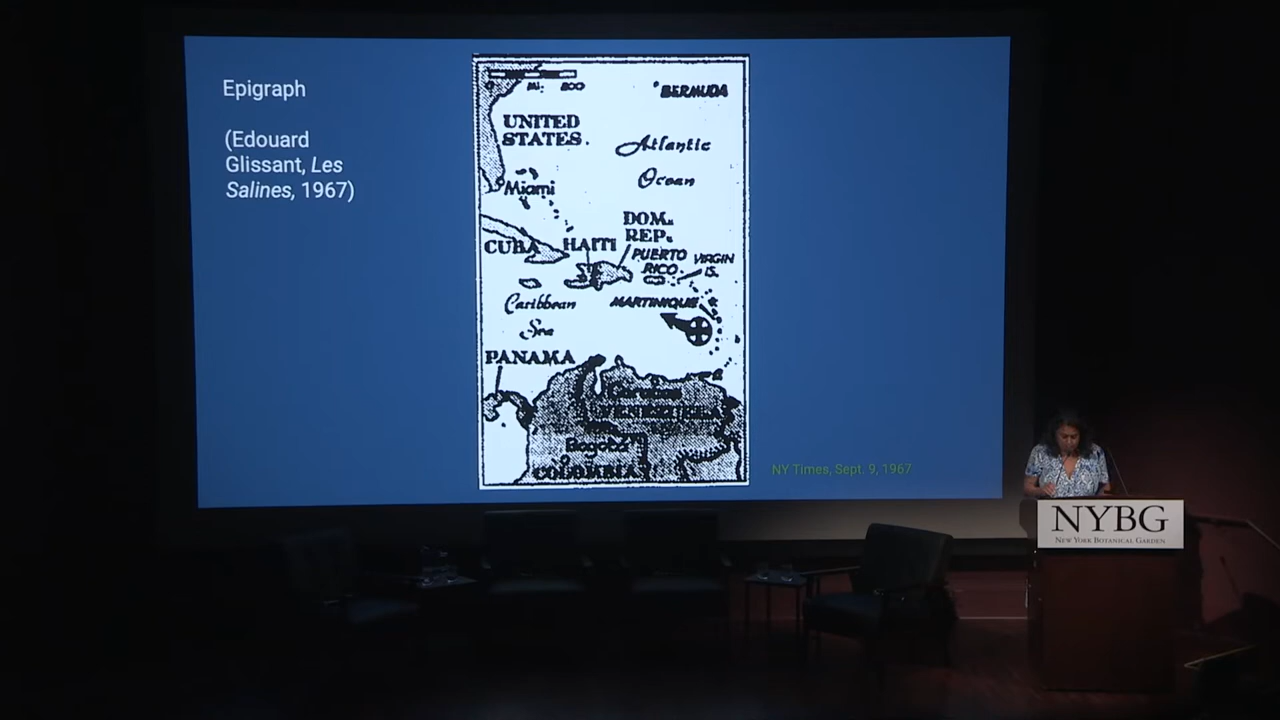 Epigraph
(Edouard
Glissant, Les
Salines, 1967)
0 MI. 800
BERMUDA
UNITED
STATES.
Atlantic
Ocean
Miami
DOM.
REP.
CUBA
HAITI
PUERTO
RICO
VIRGIN
IS.
Caribbean
Sea
MARTINIQUE
PANAMA
Caracas
VENEZUELA
Bogotá
COLOMBIA
NY Times, Sept. 9, 1967
NYBG
NEW YORK BOTANICAL GARDEN